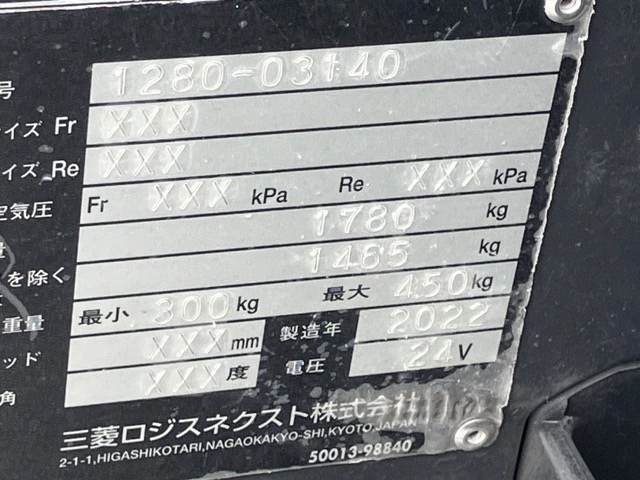 号 1280-03140
イズ Fr XXX
イズ Re XXX
空気圧 Fr XXX kPa Re XXX kPa
量 1780 kg
を除く 1465 kg
重量 最小 300 kg 最大 450 kg
ッド XXX mm 製造年 2022
角 XXX 度 電圧 24 V
三菱ロジスネクスト株式会社
2-1-1,HIGASHIKOTARI,NAGAOKAKYO-SHI,KYOTO,JAPAN
50013-98840